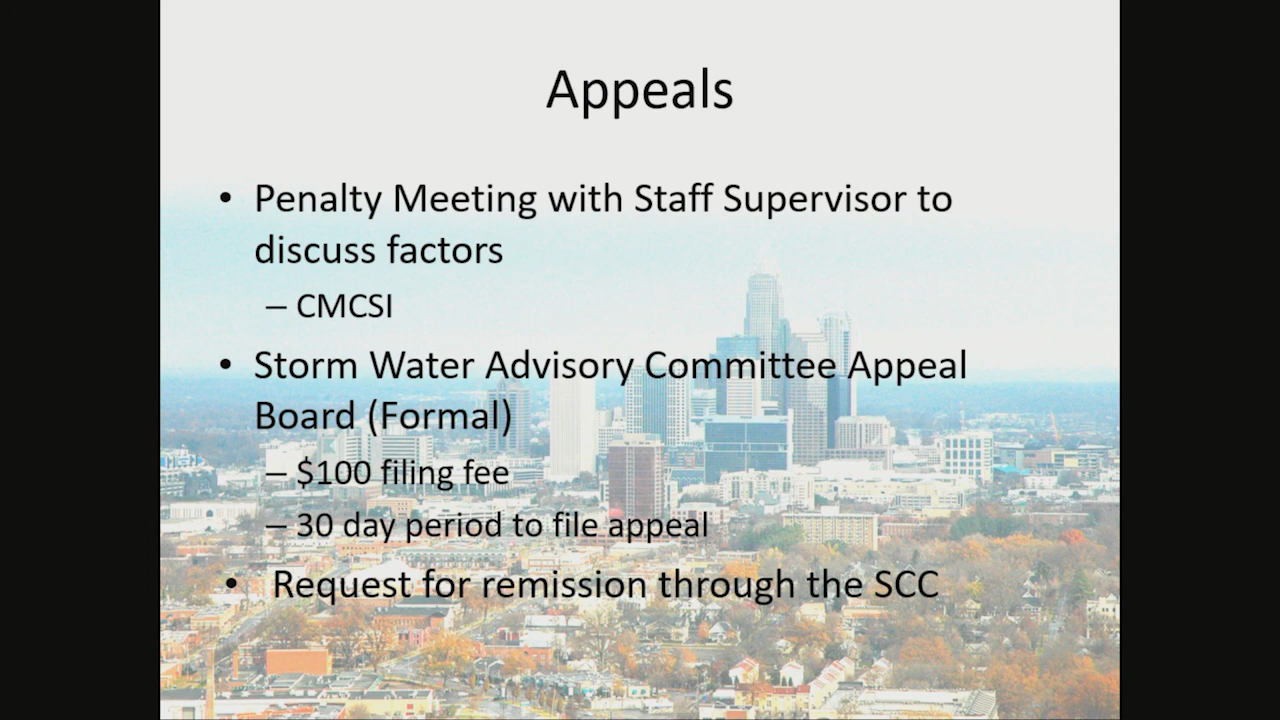 Appeals
• Penalty Meeting with Staff Supervisor to
discuss factors
– CMCSI
• Storm Water Advisory Committee Appeal
Board (Formal)
– $100 filing fee
– 30 day period to file appeal
• Request for remission through the SCC